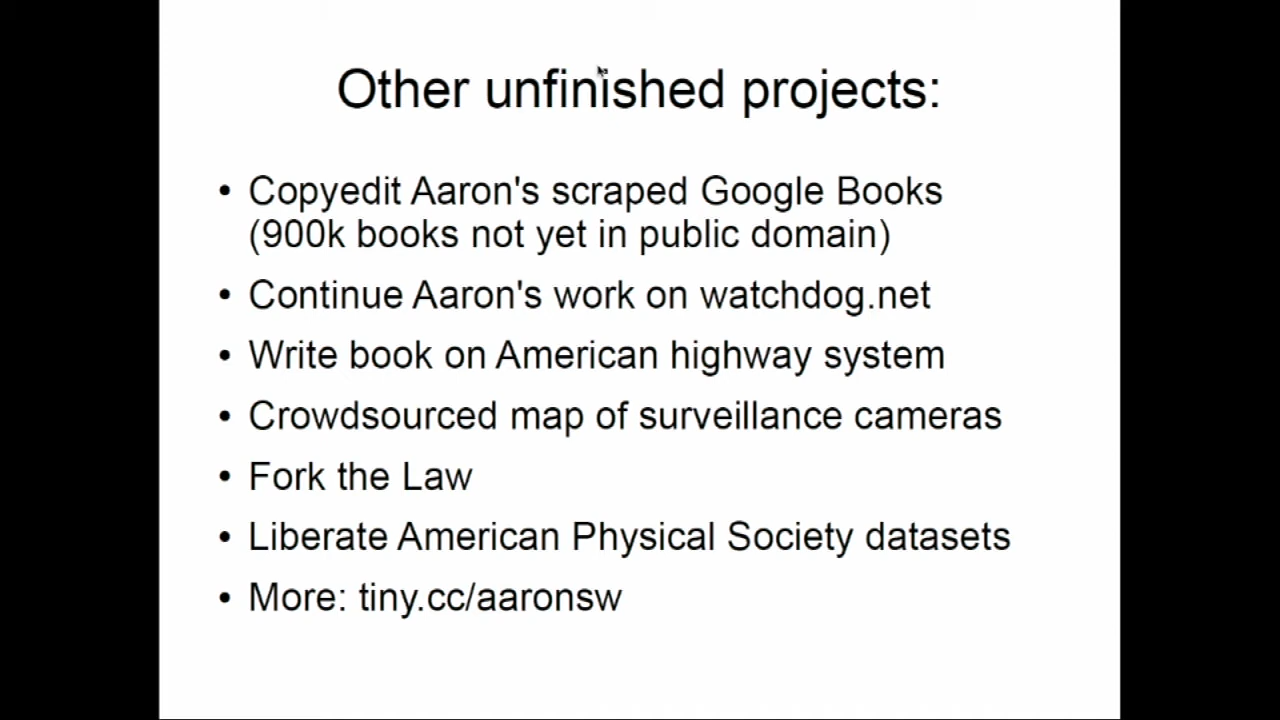 Other unfinished projects:
• Copyedit Aaron's scraped Google Books
(900k books not yet in public domain)
• Continue Aaron's work on watchdog.net
• Write book on American highway system
• Crowdsourced map of surveillance cameras
• Fork the Law
• Liberate American Physical Society datasets
• More: tiny.cc/aaronsw